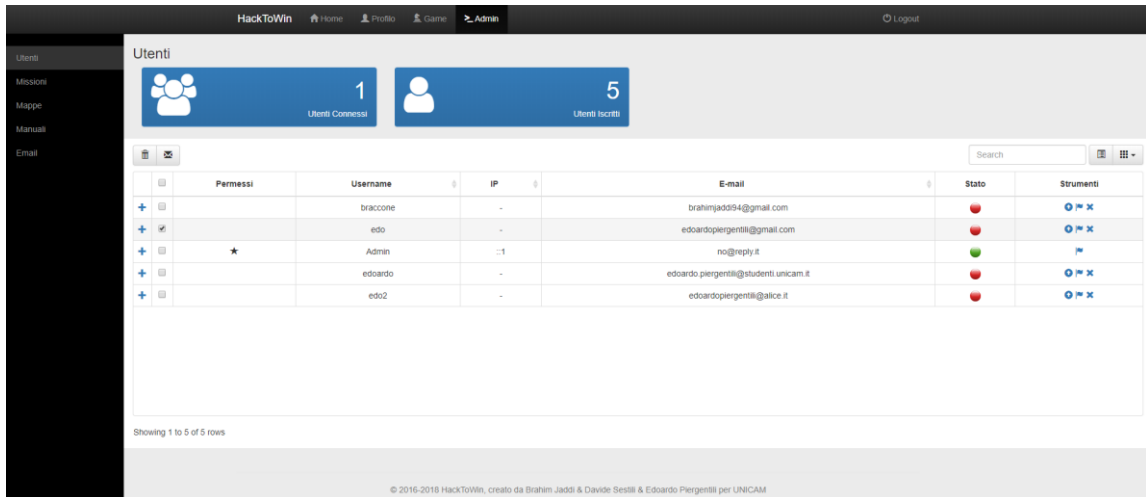 HackToWin Home Profilo Game Admin Logout
Utenti
Missioni
Mappe
Manuali
Email
Utenti
1
Utenti Connessi
5
Utenti Iscritti
Search
Permessi Username IP E-mail Stato Strumenti
braccone - brahimjaddi94@gmail.com
edo - edoardopiergentili@gmail.com
Admin ::1 no@reply.it
edoardo - edoardo.piergentili@studenti.unicam.it
edo2 - edoardopiergentili@alice.it
Showing 1 to 5 of 5 rows
© 2016-2018 HackToWin, creato da Brahim Jaddi & Davide Sestili & Edoardo Piergentili per UNICAM